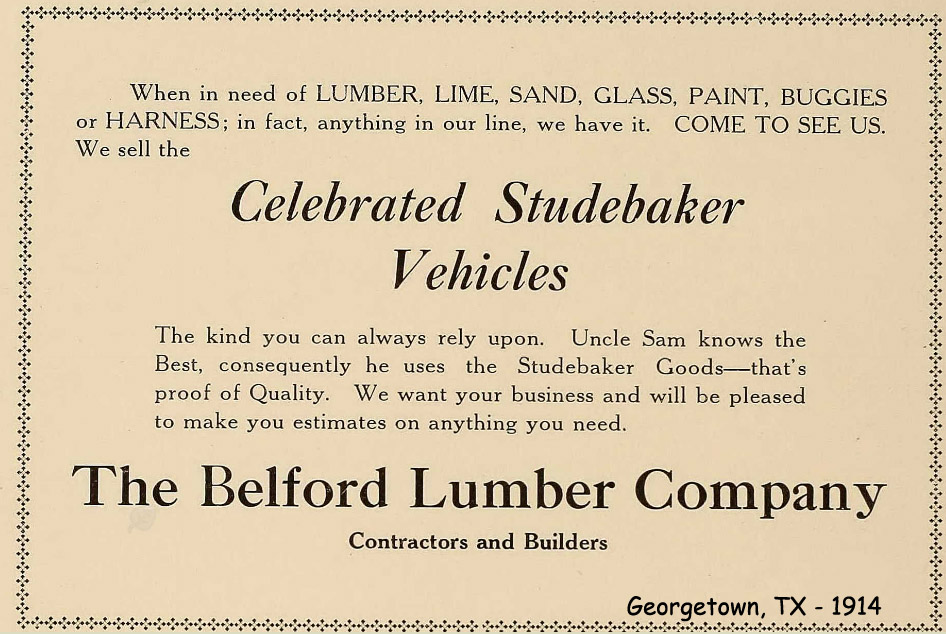 When in need of LUMBER, LIME, SAND, GLASS, PAINT, BUGGIES
or HARNESS; in fact, anything in our line, we have it. COME TO SEE US.
We sell the
Celebrated Studebaker
Vehicles
The kind you can always rely upon. Uncle Sam knows the
Best, consequently he uses the Studebaker Goods—that's
proof of Quality. We want your business and will be pleased
to make you estimates on anything you need.
The Belford Lumber Company
Contractors and Builders
Georgetown, TX - 1914